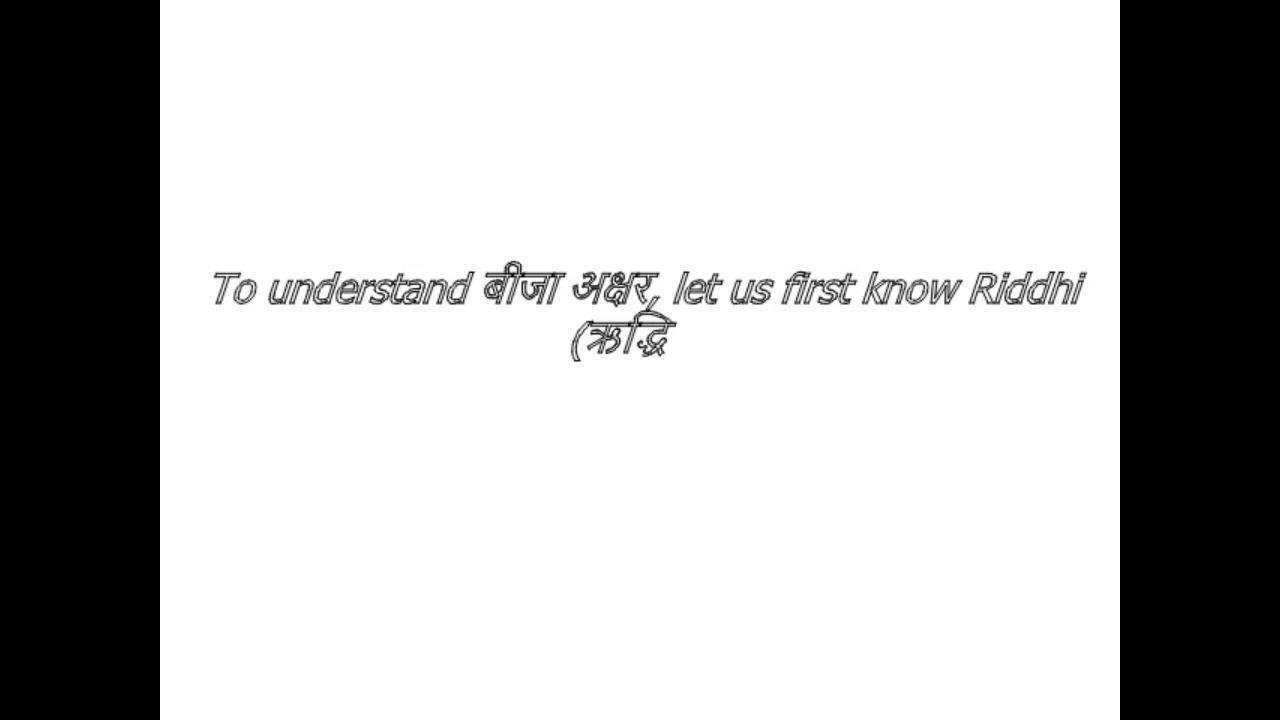 To understand बीजा अक्षर, let us first know Riddhi
(ऋद्धि